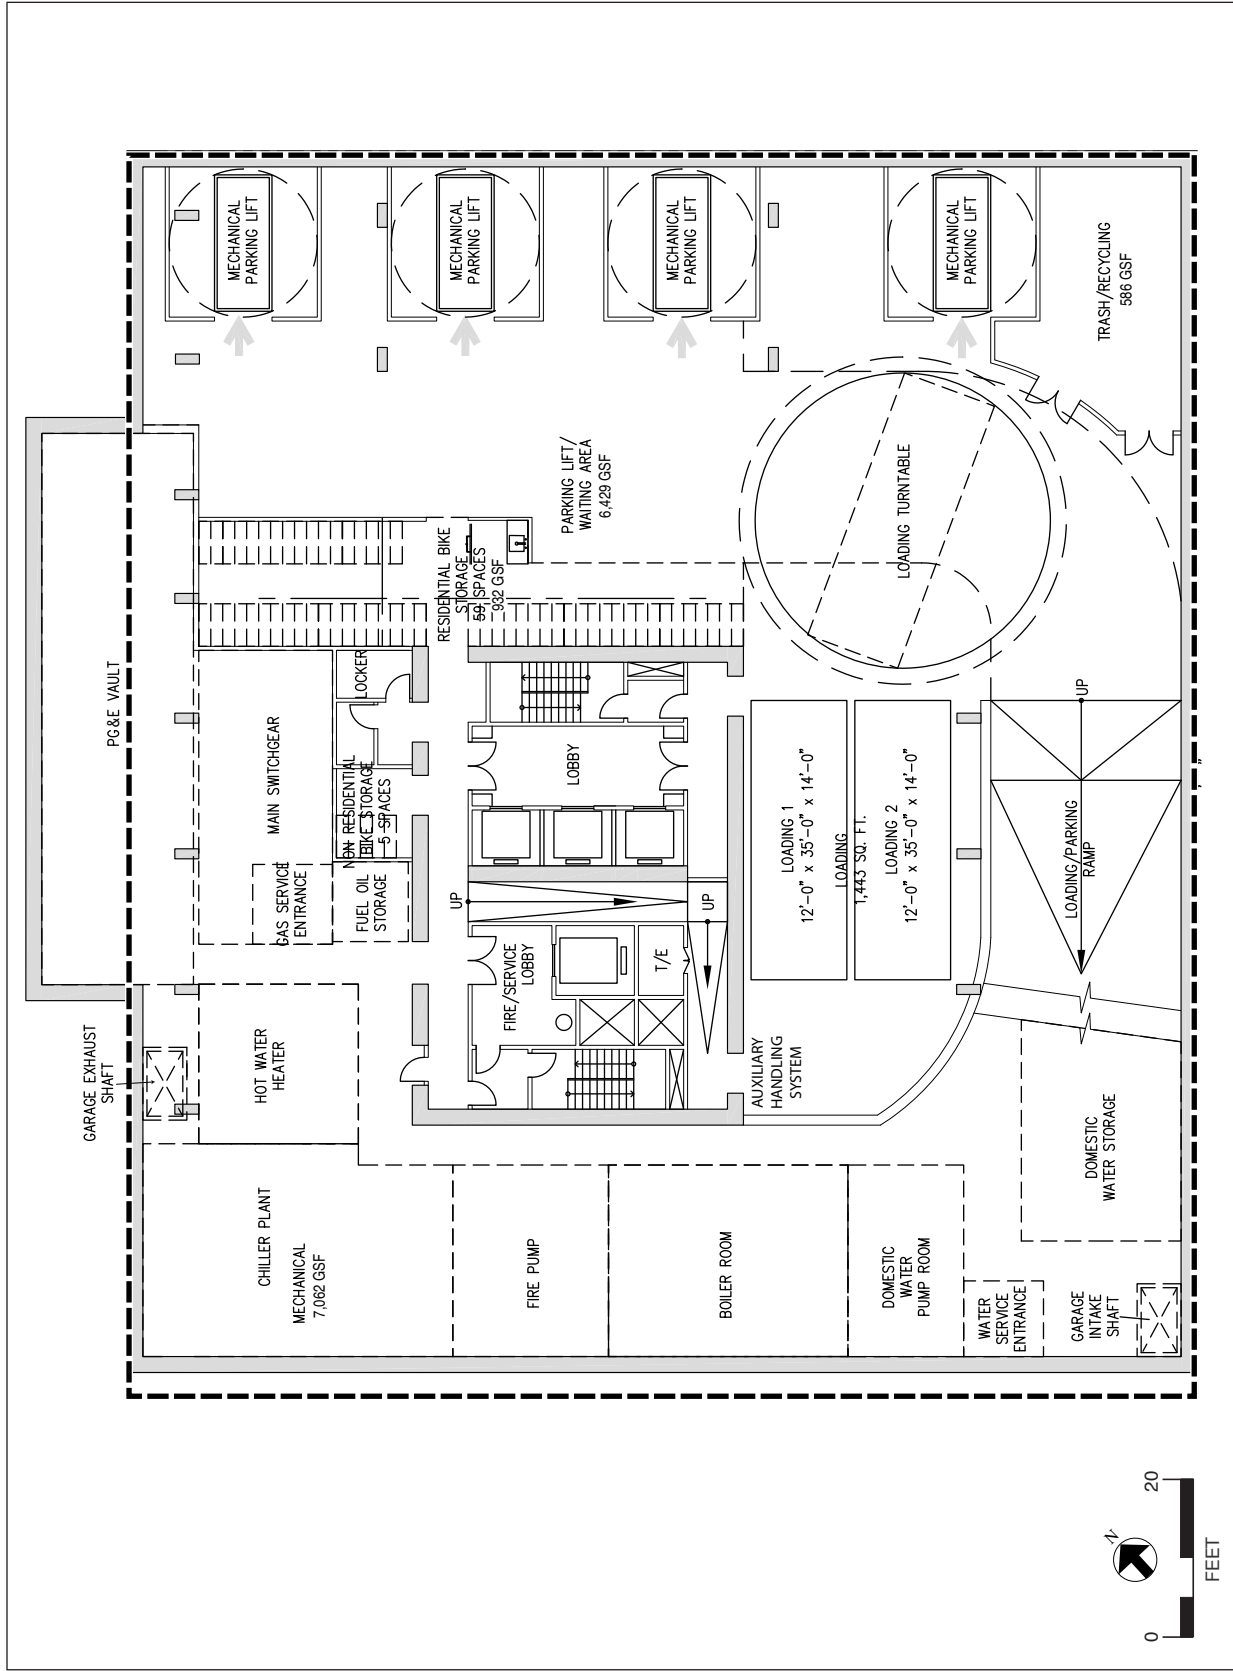 PG&E VAULT
GARAGE EXHAUST
SHAFT
MECHANICAL
PARKING LIFT
MECHANICAL
PARKING LIFT
MECHANICAL
PARKING LIFT
MECHANICAL
PARKING LIFT
TRASH/RECYCLING
586 GSF
PARKING LIFT/
WAITING AREA
6,429 GSF
LOADING TURNTABLE
RESIDENTIAL BIKE
STORAGE
59 SPACES
932 GSF
LOCKER
MAIN SWITCHGEAR
NON RESIDENTIAL
BIKE STORAGE
5 SPACES
GAS SERVICE
ENTRANCE
FUEL OIL
STORAGE
LOBBY
UP
UP
UP
LOADING 1
12'-0" x 35'-0" x 14'-0"
LOADING
1,443 SQ. FT.
LOADING 2
12'-0" x 35'-0" x 14'-0"
LOADING/PARKING
RAMP
FIRE/SERVICE
LOBBY
T/E
AUXILIARY
HANDLING
SYSTEM
HOT WATER
HEATER
CHILLER PLANT
MECHANICAL
7,062 GSF
FIRE PUMP
BOILER ROOM
DOMESTIC
WATER
PUMP ROOM
WATER
SERVICE
ENTRANCE
DOMESTIC
WATER STORAGE
GARAGE
INTAKE
SHAFT
N
0
20
FEET